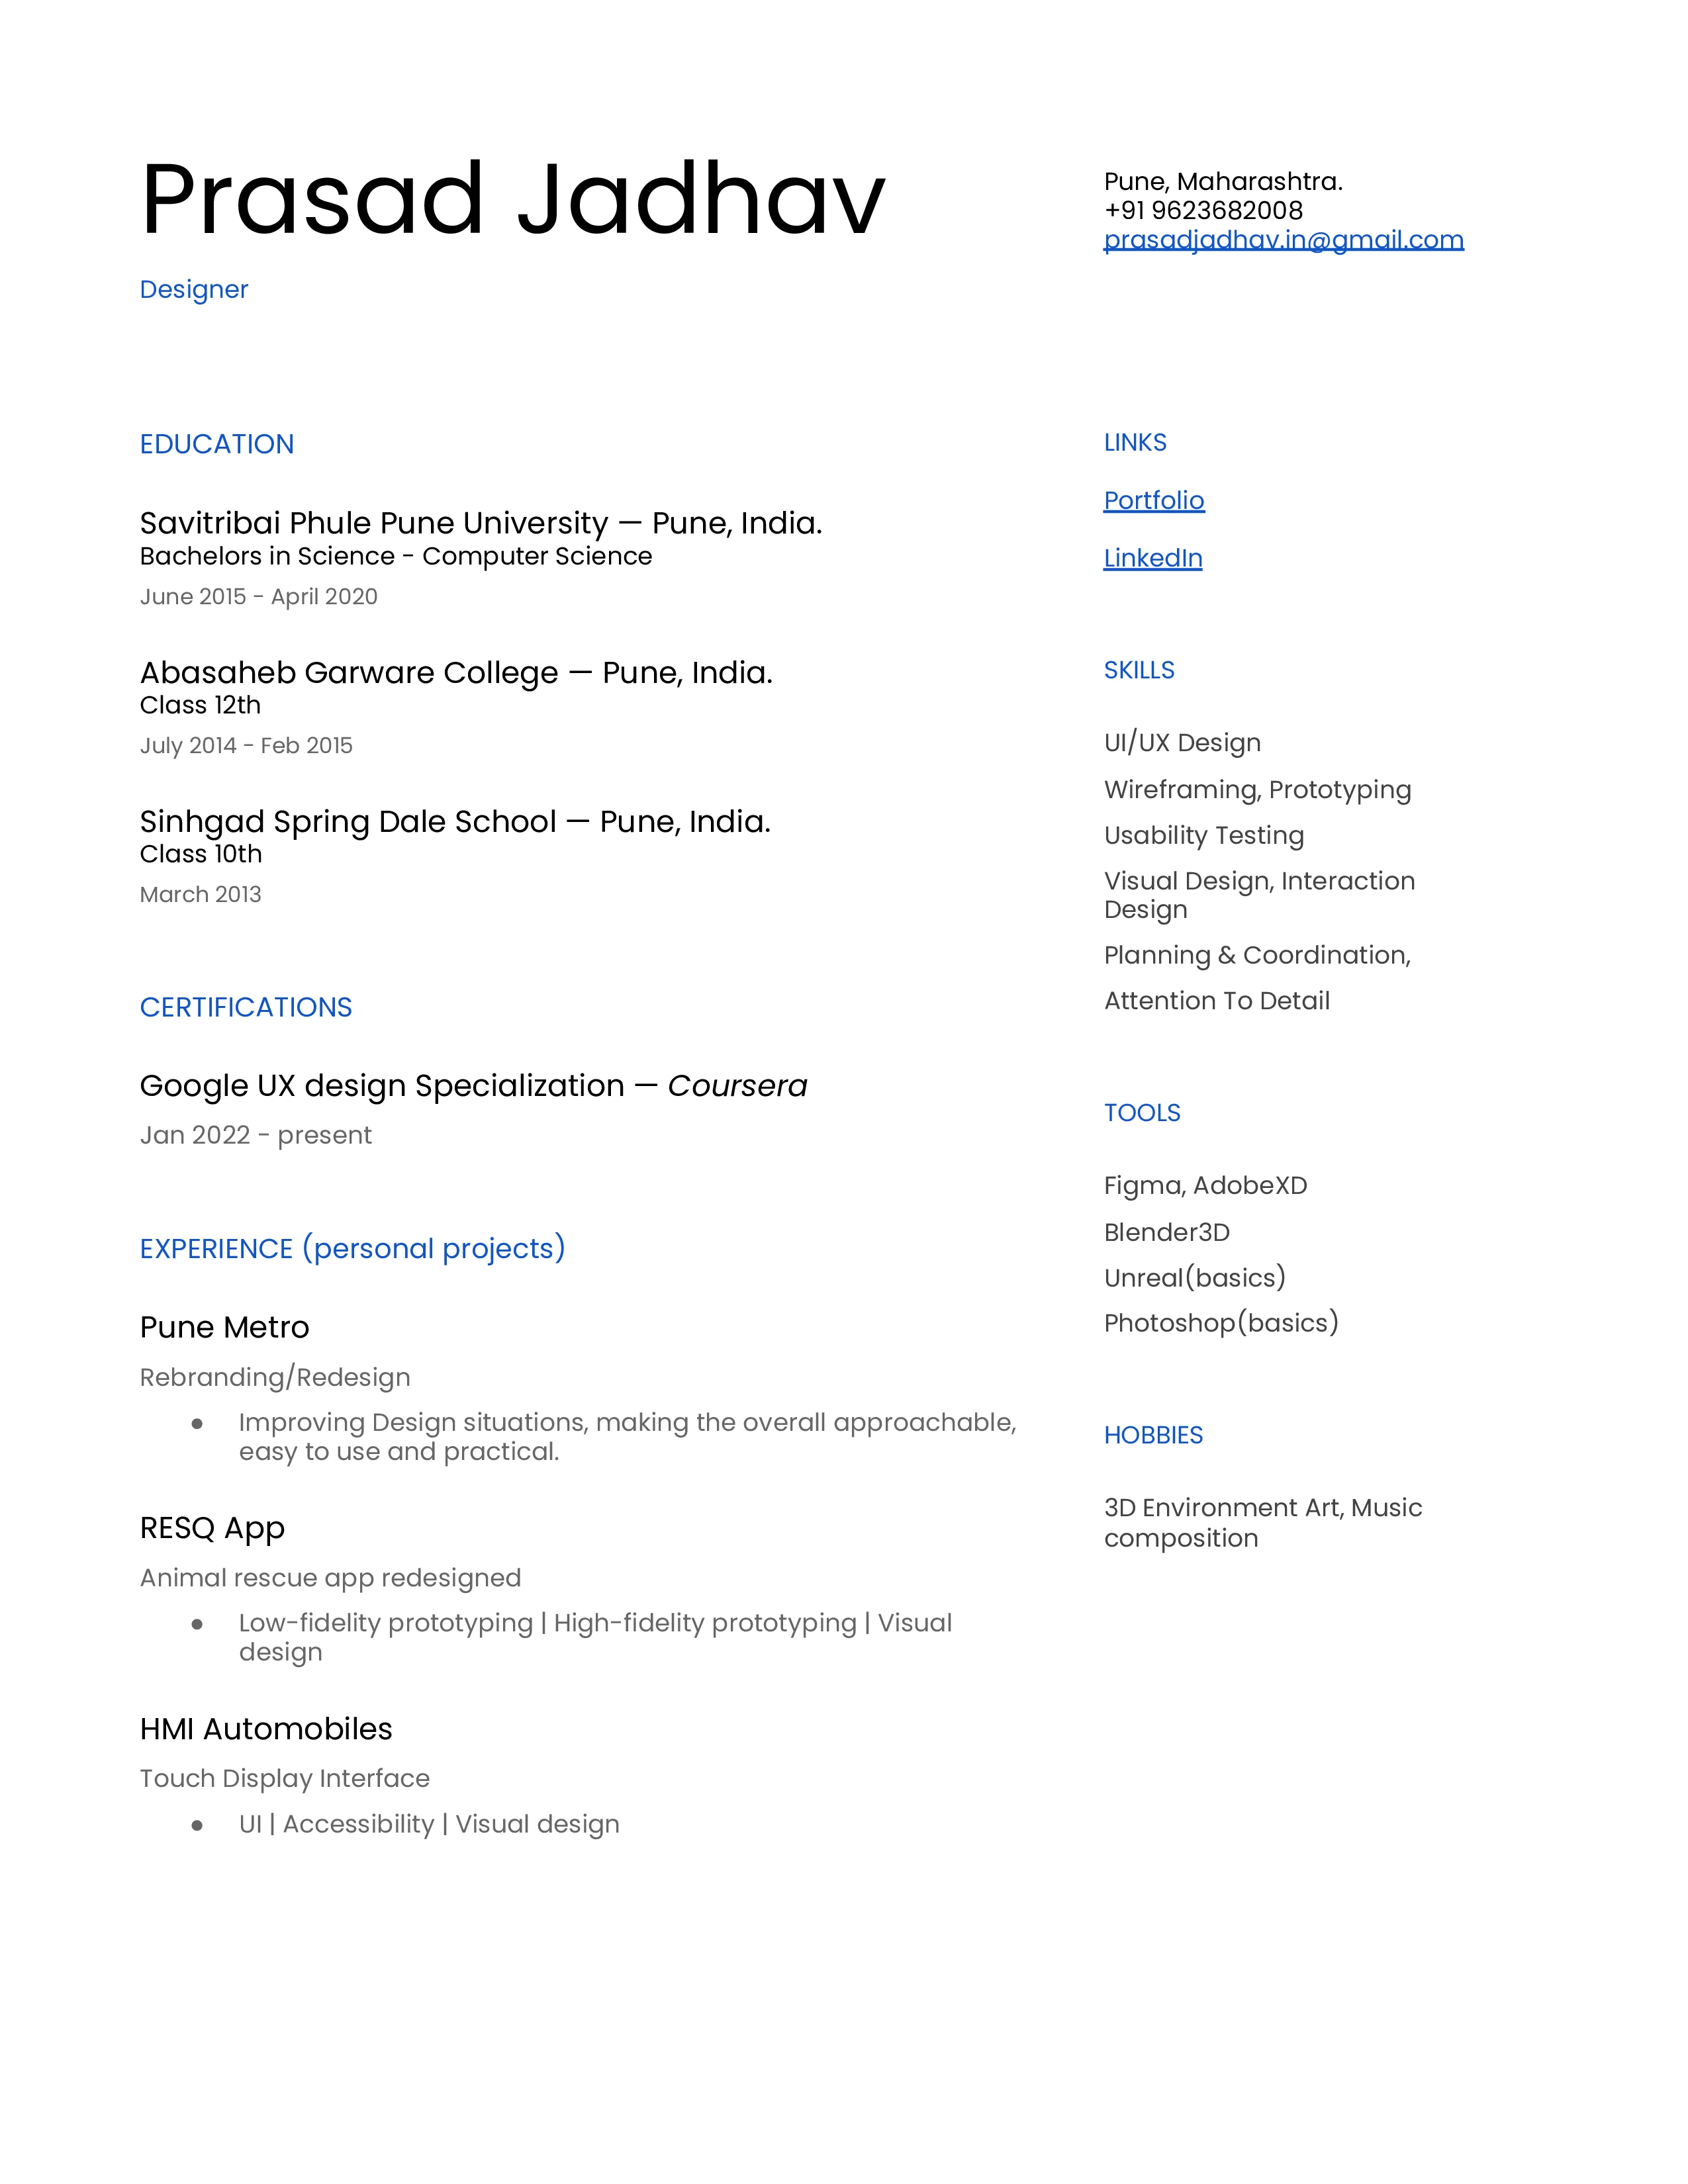 Prasad Jadhav
Designer
Pune, Maharashtra.
+91 9623682008
prasadjadhav.in@gmail.com
EDUCATION
Savitribai Phule Pune University — Pune, India.
Bachelors in Science - Computer Science
June 2015 - April 2020
Abasaheb Garware College — Pune, India.
Class 12th
July 2014 - Feb 2015
Sinhgad Spring Dale School — Pune, India.
Class 10th
March 2013
CERTIFICATIONS
Google UX design Specialization — Coursera
Jan 2022 - present
EXPERIENCE (personal projects)
Pune Metro
Rebranding/Redesign
● Improving Design situations, making the overall approachable,
easy to use and practical.
RESQ App
Animal rescue app redesigned
● Low-fidelity prototyping | High-fidelity prototyping | Visual
design
HMI Automobiles
Touch Display Interface
● UI | Accessibility | Visual design
LINKS
Portfolio
LinkedIn
SKILLS
UI/UX Design
Wireframing, Prototyping
Usability Testing
Visual Design, Interaction
Design
Planning & Coordination,
Attention To Detail
TOOLS
Figma, AdobeXD
Blender3D
Unreal(basics)
Photoshop(basics)
HOBBIES
3D Environment Art, Music
composition